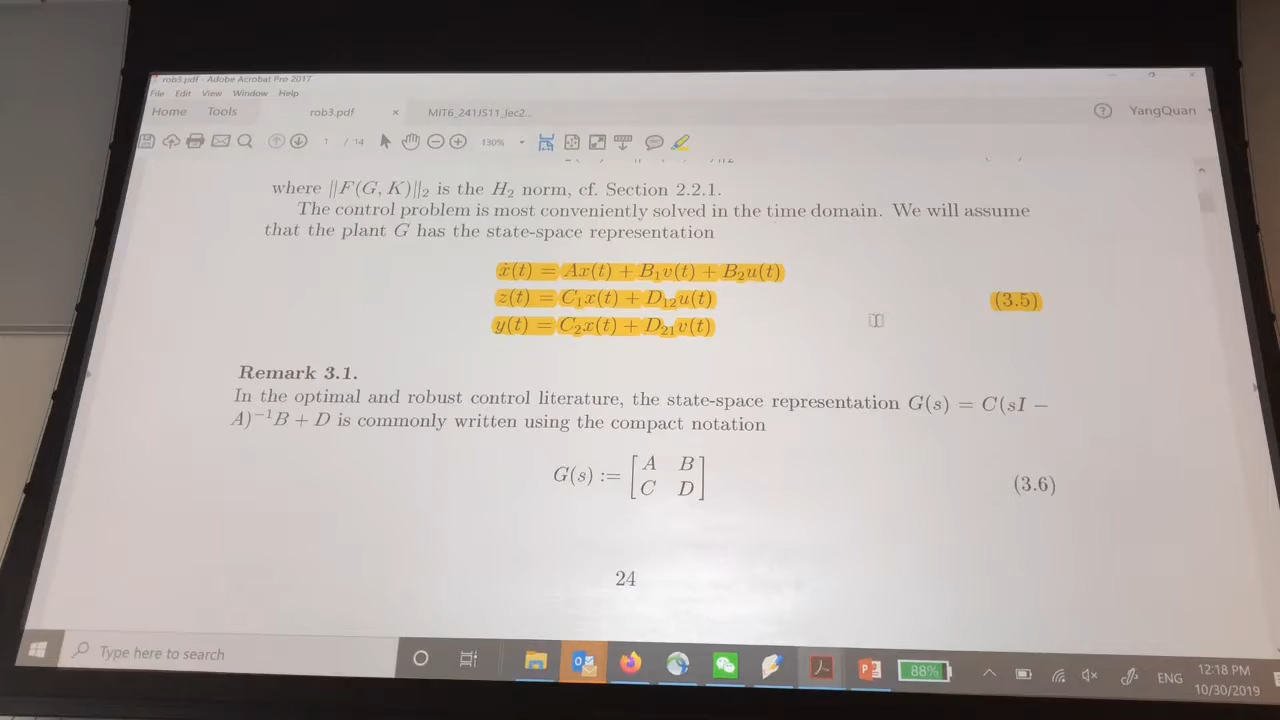 rob3.pdf - Adobe Acrobat Pro 2017
File Edit View Window Help
Home Tools rob3.pdf × MIT6_241JS11_lec2... ? YangQuan
1 / 14 130%
where ||F(G, K)||₂ is the H₂ norm, cf. Section 2.2.1.
The control problem is most conveniently solved in the time domain. We will assume
that the plant G has the state-space representation
ẋ(t) = Ax(t) + B₁v(t) + B₂u(t)
z(t) = C₁x(t) + D₁₂u(t) (3.5)
y(t) = C₂x(t) + D₂₁v(t)
Remark 3.1.
In the optimal and robust control literature, the state-space representation G(s) = C(sI −
A)⁻¹B + D is commonly written using the compact notation
G(s) := [A B
C D] (3.6)
24
Type here to search 88% ENG 12:18 PM
10/30/2019